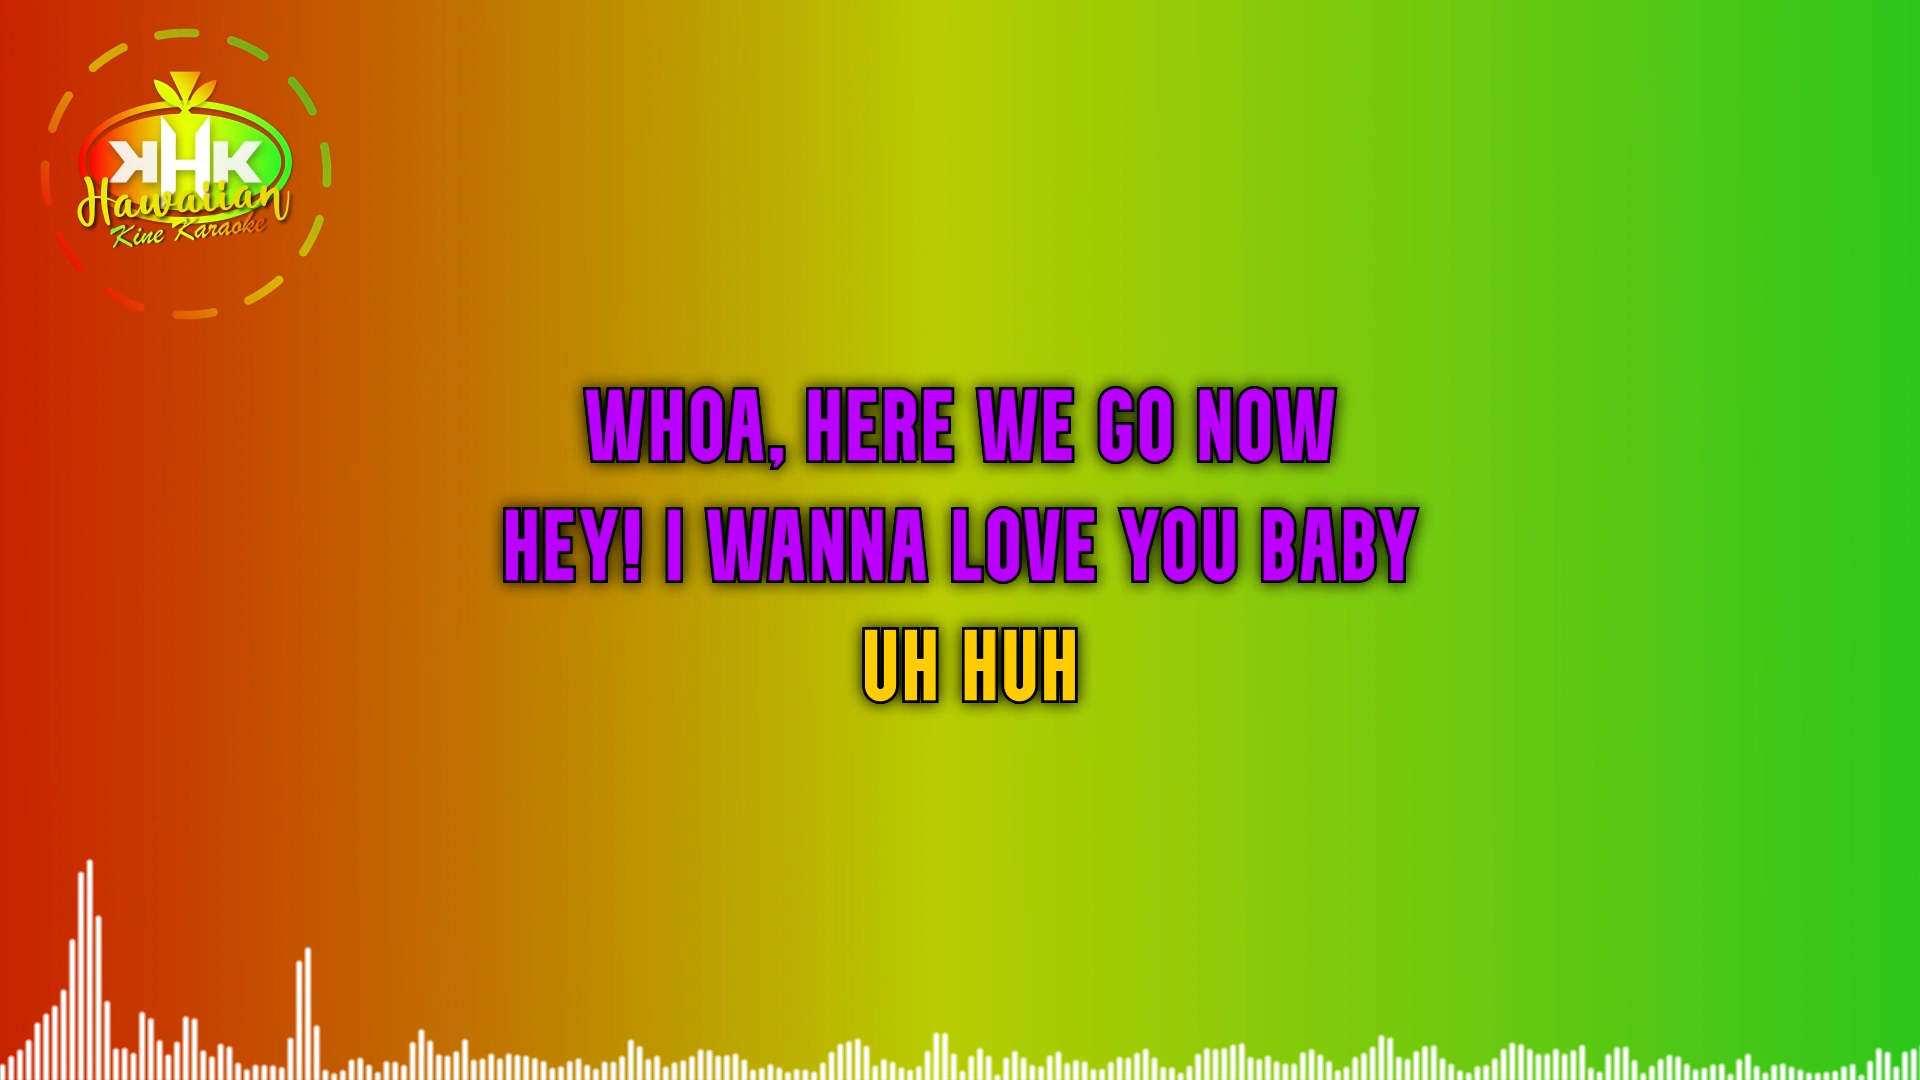 KHK
Hawaiian
Kine Karaoke
WHOA, HERE WE GO NOW
HEY! I WANNA LOVE YOU BABY
UH HUH